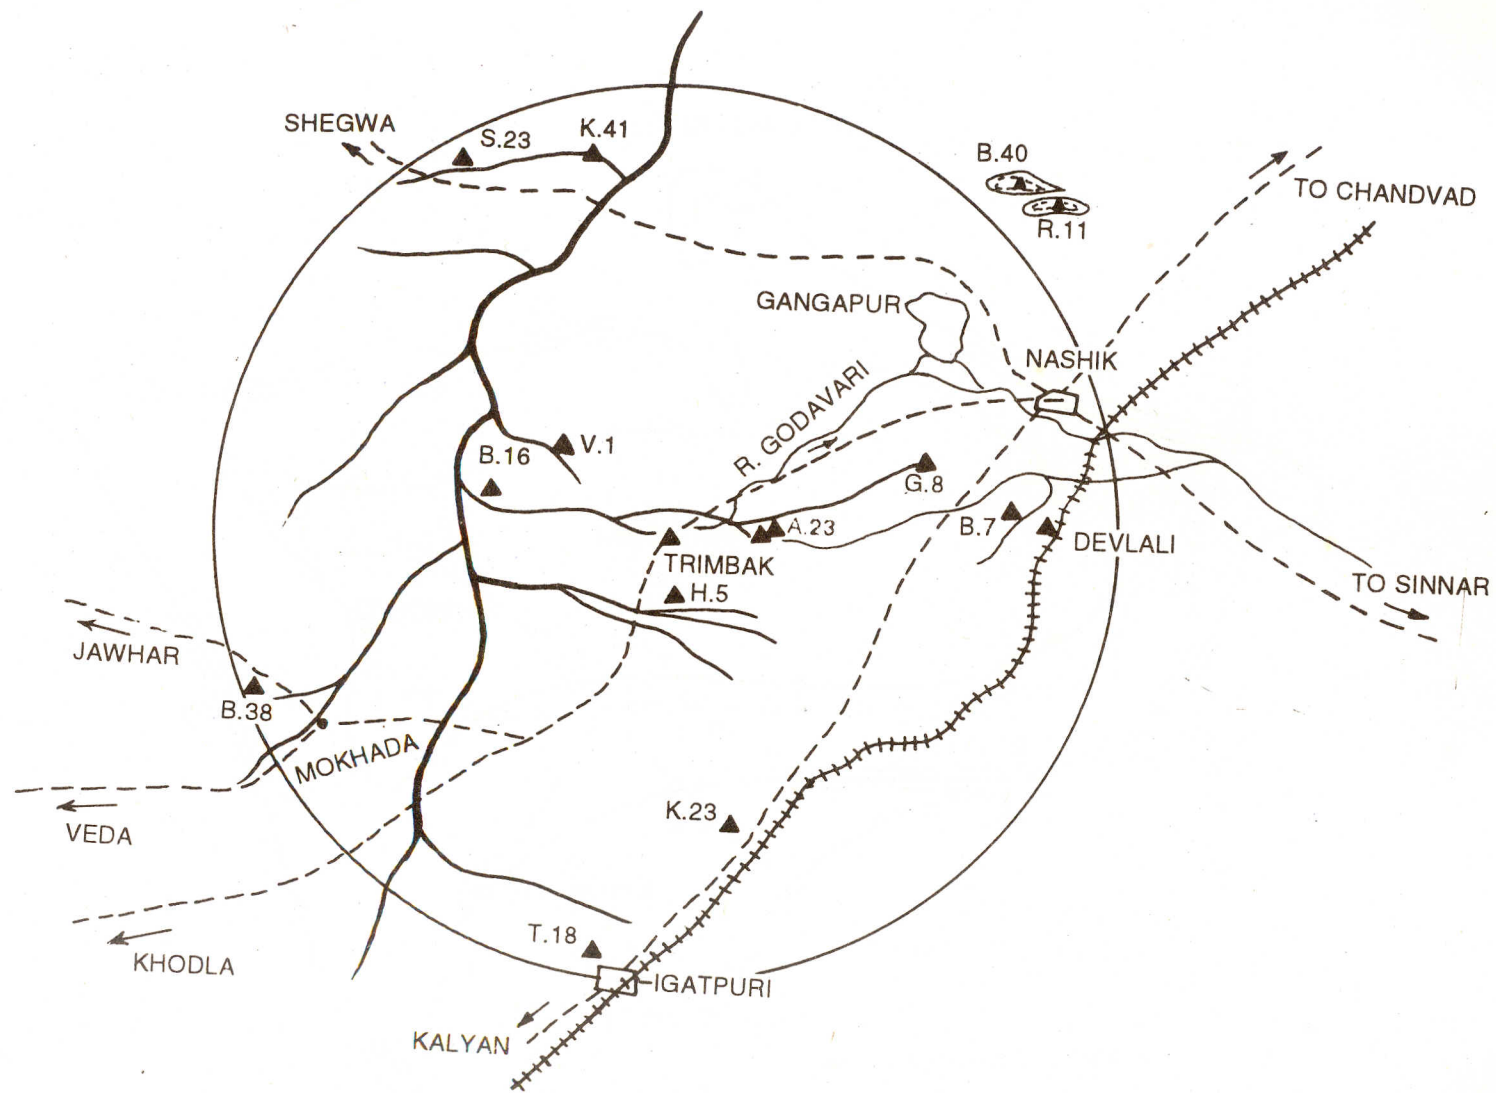 SHEGWA
S.23
K.41
B.40
TO CHANDVAD
R.11
GANGAPUR
NASHIK
R. GODAVARI
V.1
B.16
G.8
A.23
B.7
DEVLALI
TRIMBAK
H.5
TO SINNAR
JAWHAR
B.38
MOKHADA
K.23
VEDA
T.18
KHODLA
IGATPURI
KALYAN